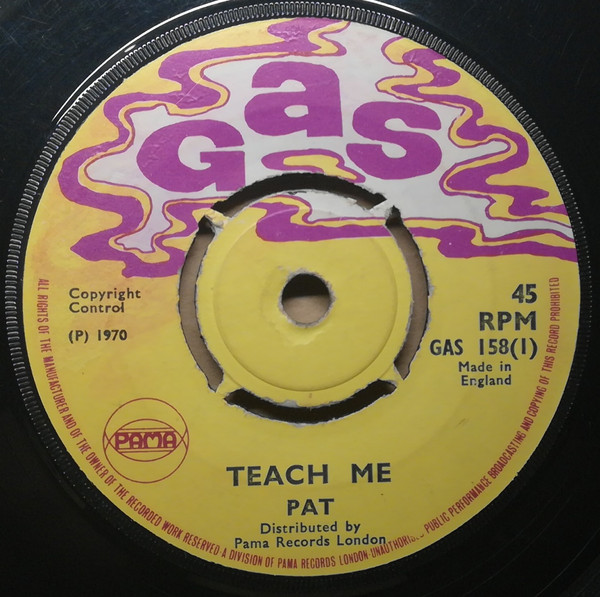 Gas
Copyright
Control
(P) 1970
45
RPM
GAS 158(1)
Made in
England
PAMA
TEACH ME
PAT
Distributed by
Pama Records London
ALL RIGHTS OF THE MANUFACTURER AND OF THE OWNER OF THE RECORDED WORK RESERVED A DIVISION OF PAMA RECORDS LONDON PUBLIC PERFORMANCE BROADCASTING AND COPYING OF THIS RECORD PROHIBITED